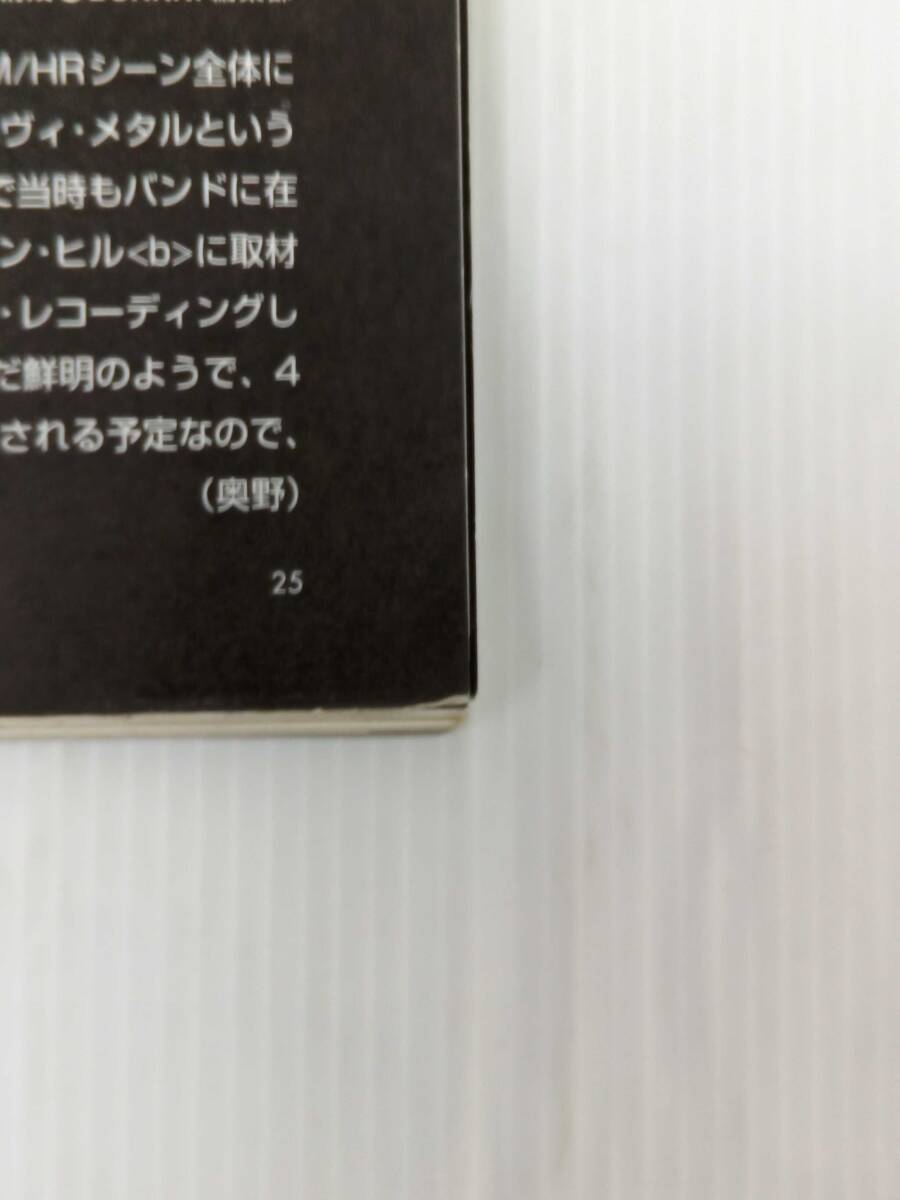 M/HRシーン全体に
ヴィ・メタルという
で当時もバンドに在
ン・ヒル<b>に取材
・レコーディングし
だ鮮明のようで、4
される予定なので、
(奥野)
25